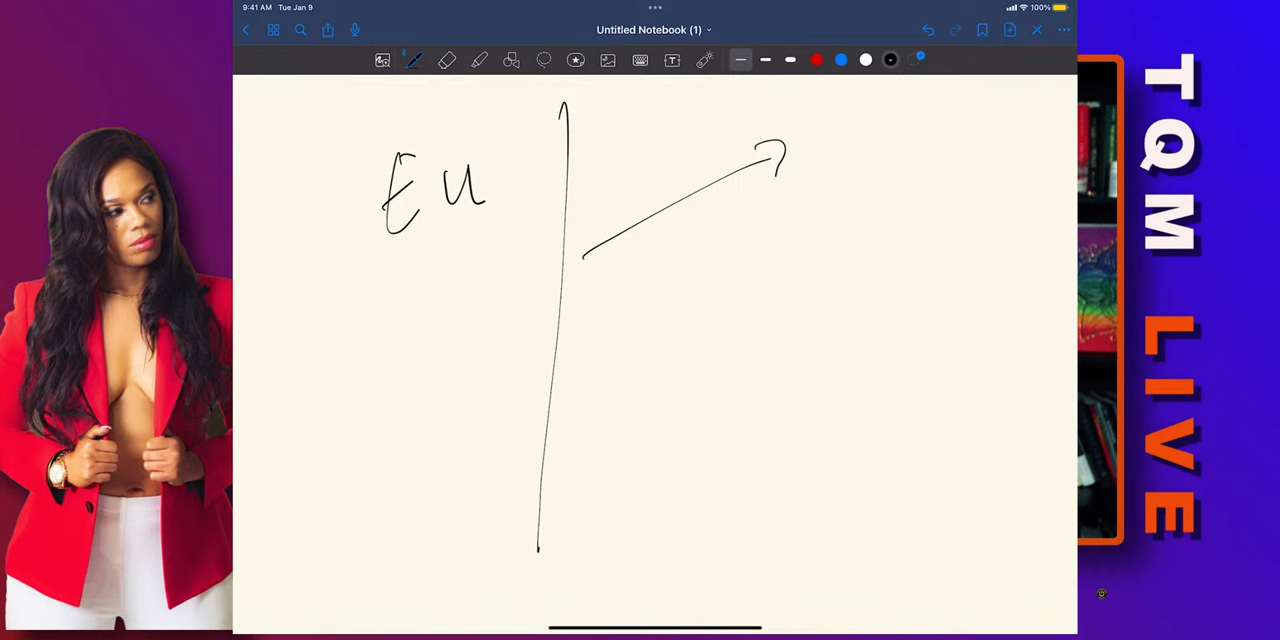 9:41 AM Tue Jan 9
100%
Untitled Notebook (1)
EU
TQM LIVE